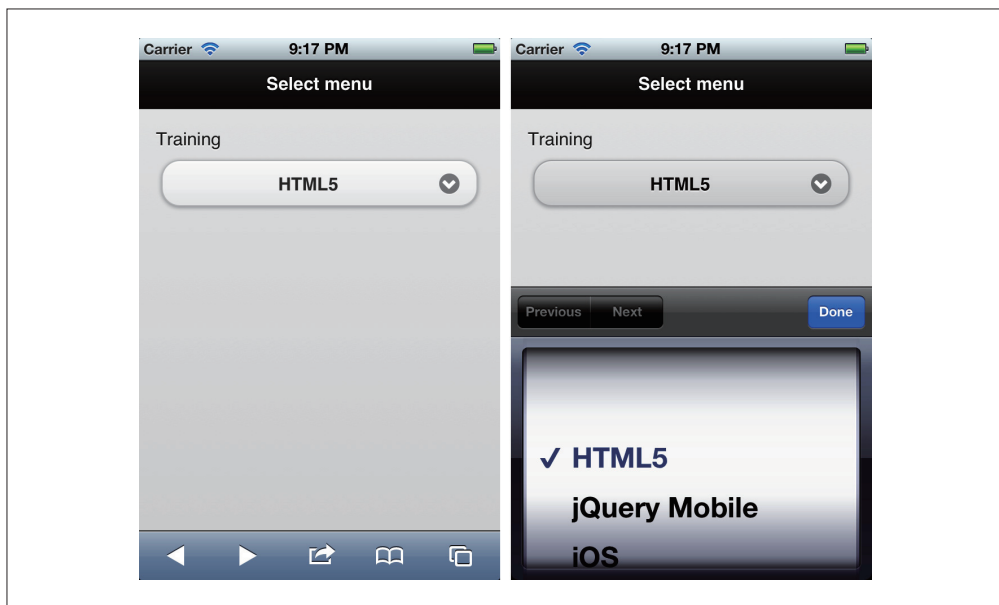 Carrier 9:17 PM
Select menu
Training
HTML5
Carrier 9:17 PM
Select menu
Training
HTML5
Previous Next Done
✓ HTML5
jQuery Mobile
iOS